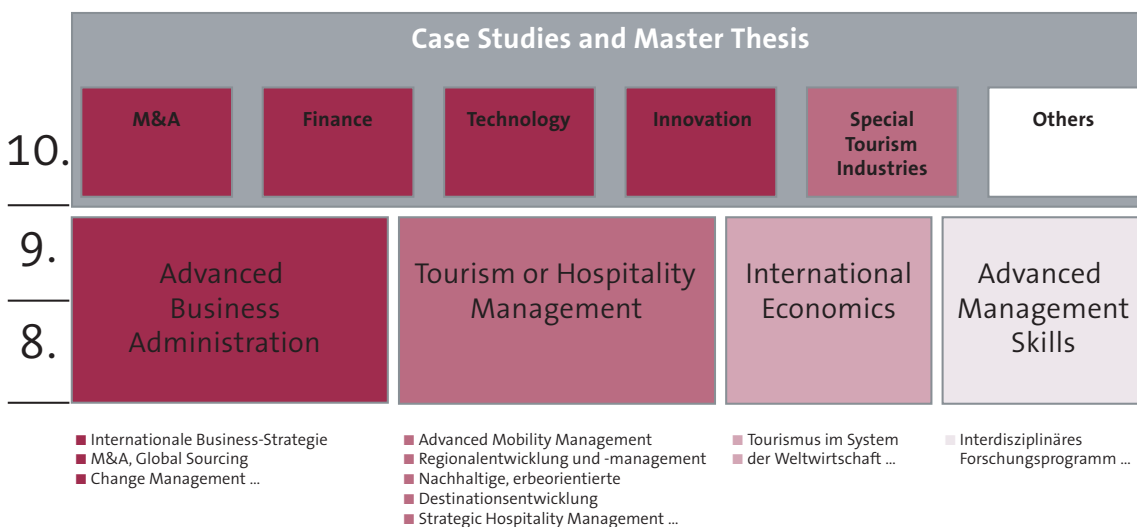 Case Studies and Master Thesis
M&A
Finance
Technology
Innovation
Special
Tourism
Industries
Others
10.
9.
8.
Advanced
Business
Administration
Tourism or Hospitality
Management
International
Economics
Advanced
Management
Skills
■ Internationale Business-Strategie
■ M&A, Global Sourcing
■ Change Management ...
■ Advanced Mobility Management
■ Regionalentwicklung und -management
■ Nachhaltige, erbeorientierte
■ Destinationsentwicklung
■ Strategic Hospitality Management ...
■ Tourismus im System
■ der Weltwirtschaft ...
■ Interdisziplinäres
Forschungsprogramm ...